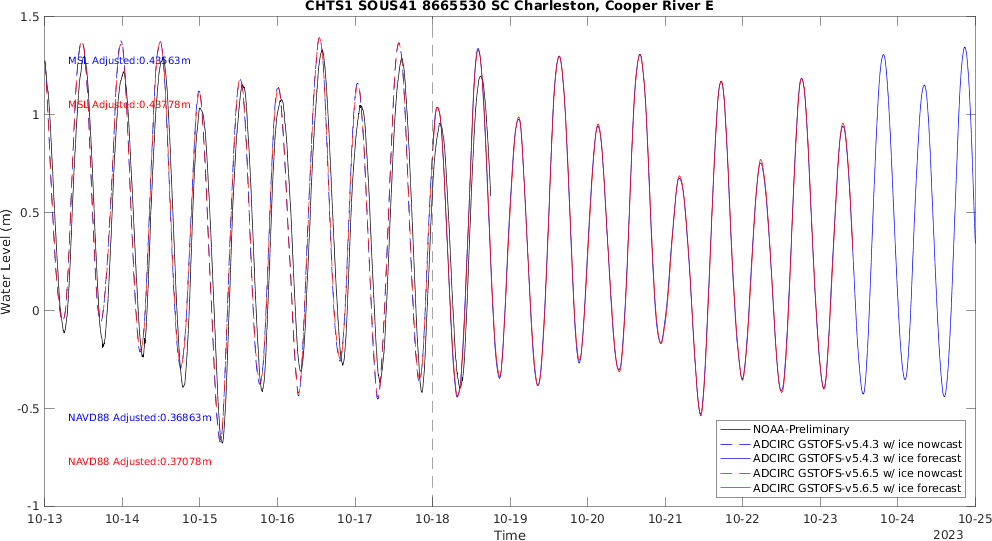 CHTS1 SOUS41 8665530 SC Charleston, Cooper River E
1.5
1
0.5
0
-0.5
-1
Water Level (m)
MSL Adjusted:0.43563m
MSL Adjusted:0.43778m
NAVD88 Adjusted:0.36863m
NAVD88 Adjusted:0.37078m
NOAA-Preliminary
ADCIRC GSTOFS-v5.4.3 w/ ice nowcast
ADCIRC GSTOFS-v5.4.3 w/ ice forecast
ADCIRC GSTOFS-v5.6.5 w/ ice nowcast
ADCIRC GSTOFS-v5.6.5 w/ ice forecast
10-13 10-14 10-15 10-16 10-17 10-18 10-19 10-20 10-21 10-22 10-23 10-24 10-25
Time
2023